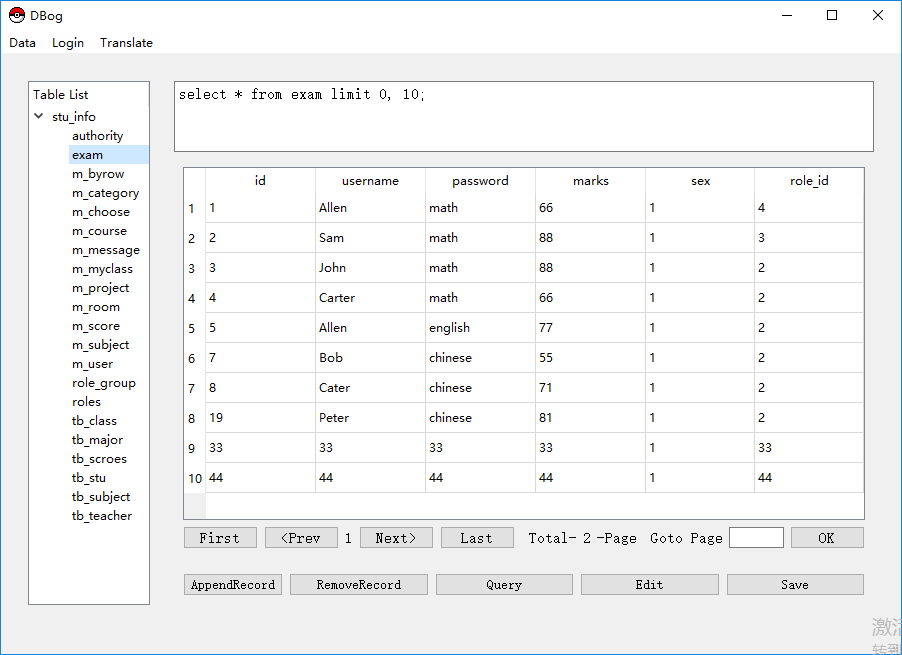 DBog
Data Login Translate
Table List
stu_info
authority
exam
m_byrow
m_category
m_choose
m_course
m_message
m_myclass
m_project
m_room
m_score
m_subject
m_user
role_group
roles
tb_class
tb_major
tb_scroes
tb_stu
tb_subject
tb_teacher
select * from exam limit 0, 10;
id username password marks sex role_id
1 1 Allen math 66 1 4
2 2 Sam math 88 1 3
3 3 John math 88 1 2
4 4 Carter math 66 1 2
5 5 Allen english 77 1 2
6 7 Bob chinese 55 1 2
7 8 Cater chinese 71 1 2
8 19 Peter chinese 81 1 2
9 33 33 33 33 1 33
10 44 44 44 44 1 44
First <Prev 1 Next> Last Total- 2 -Page Goto Page OK
AppendRecord RemoveRecord Query Edit Save
激活
转到